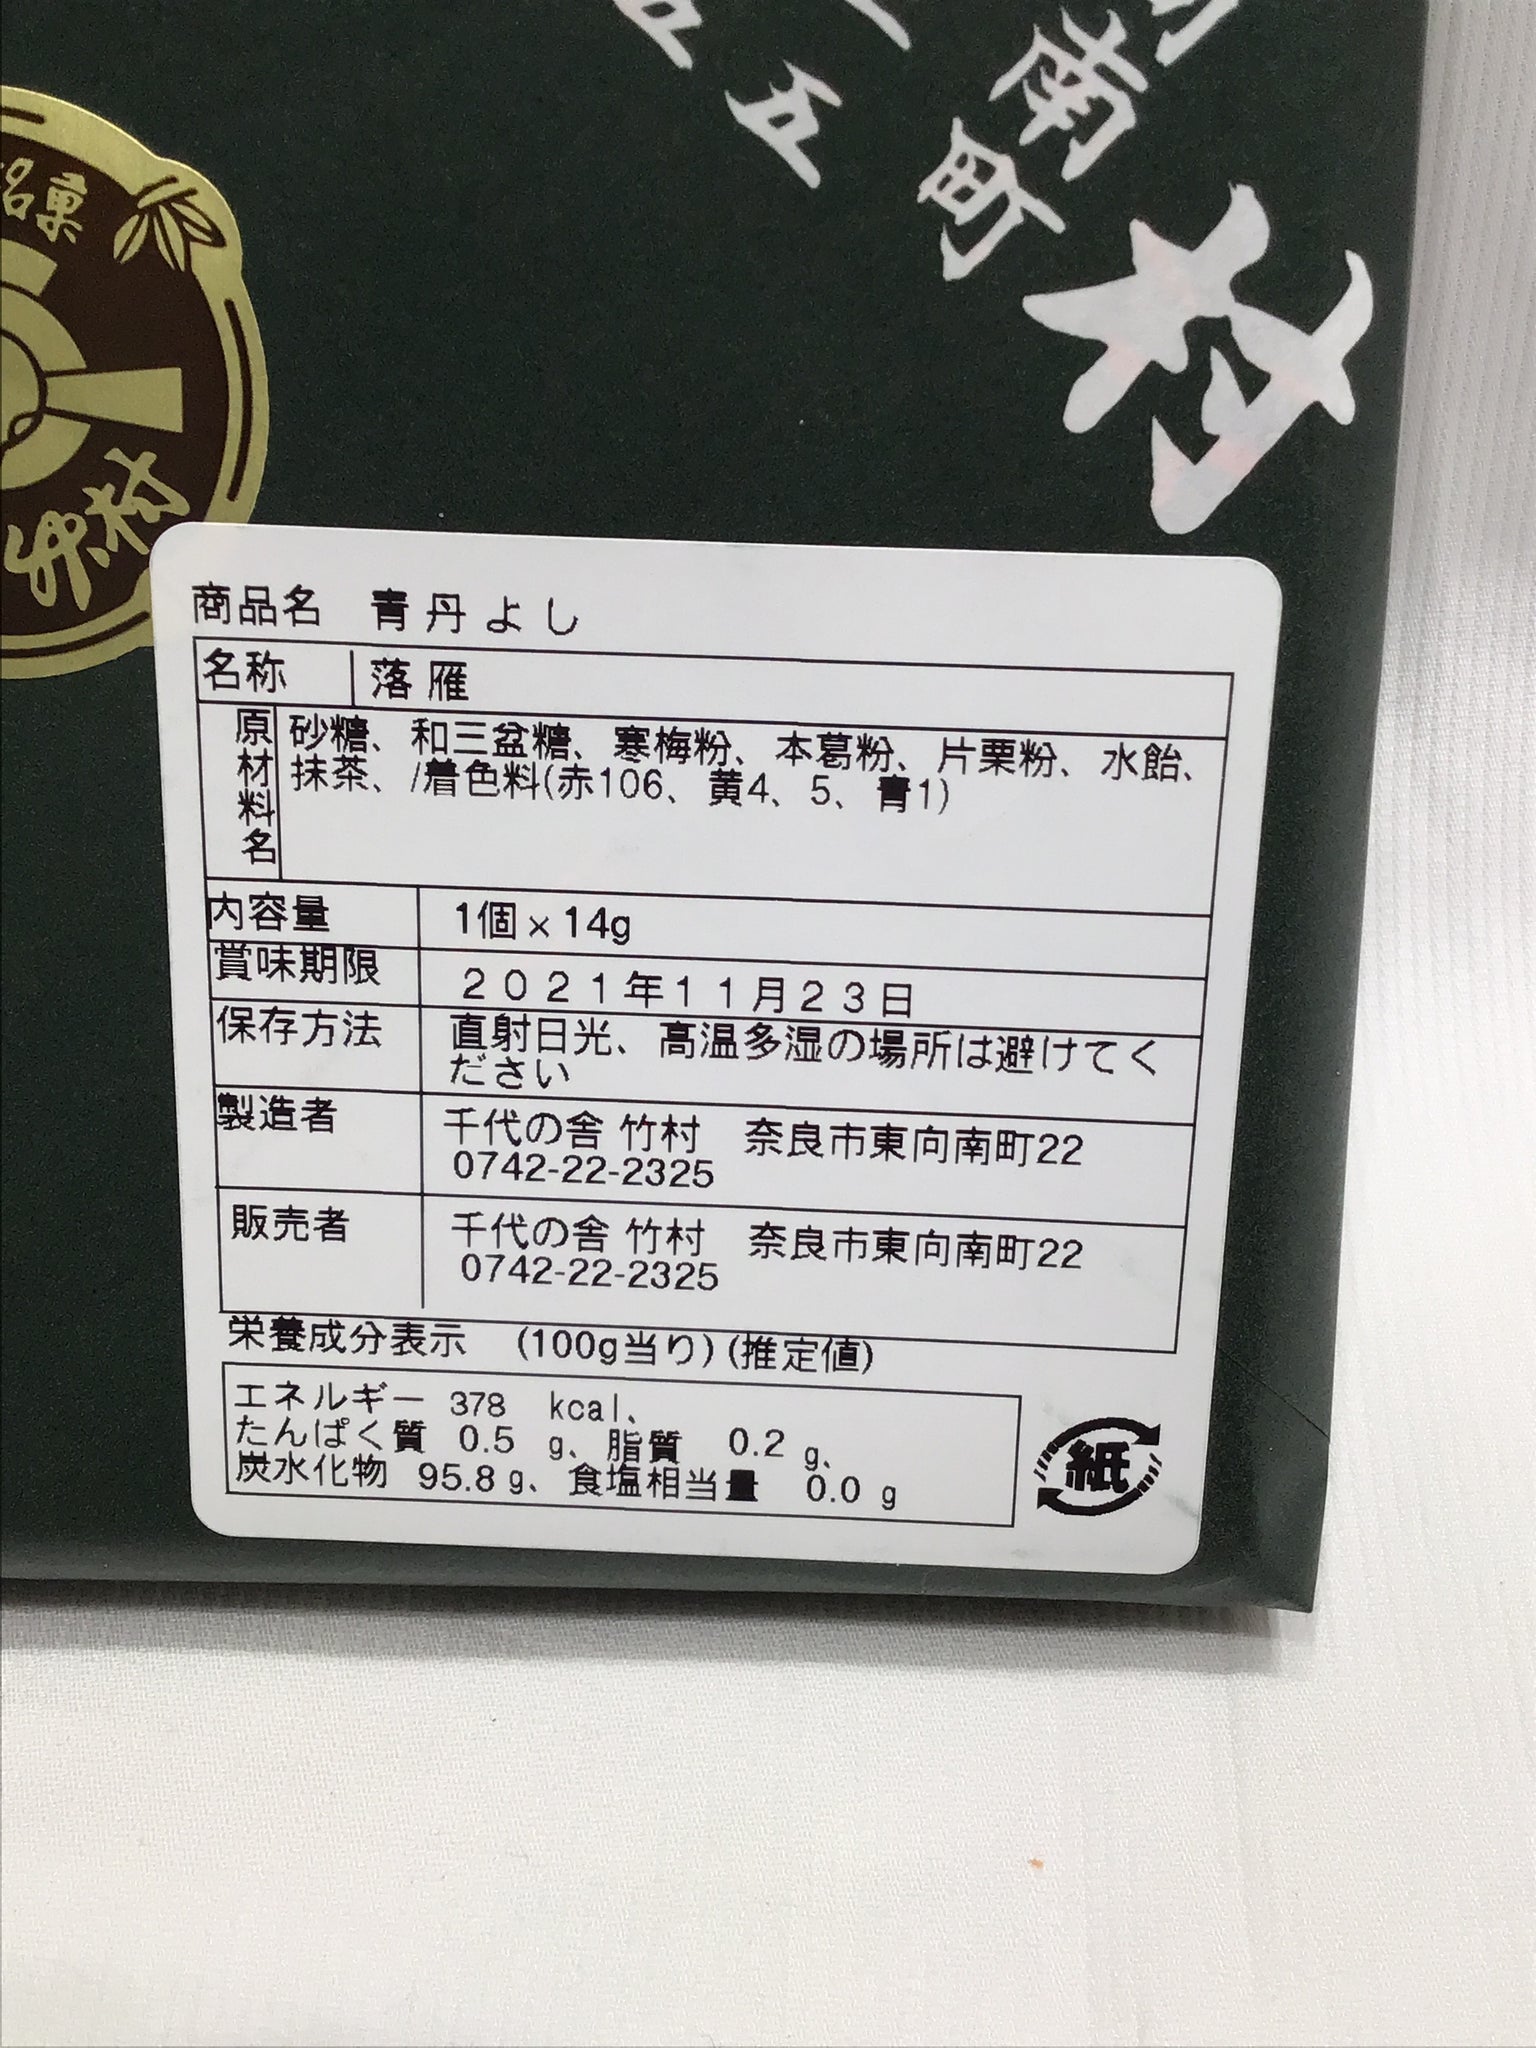 五
南町
村
銘菓
竹村
商品名 青丹よし
名称 落雁
原材料名 砂糖、和三盆糖、寒梅粉、本葛粉、片栗粉、水飴、
抹茶、/着色料(赤106、黄4、5、青1)
内容量 1個×14g
賞味期限 2021年11月23日
保存方法 直射日光、高温多湿の場所は避けてく
ださい
製造者 千代の舎 竹村 奈良市東向南町22
0742-22-2325
販売者 千代の舎 竹村 奈良市東向南町22
0742-22-2325
栄養成分表示 (100g当り)(推定値)
エネルギー 378 kcal、
たんぱく質 0.5 g、脂質 0.2 g、
炭水化物 95.8g、食塩相当量 0.0 g
紙